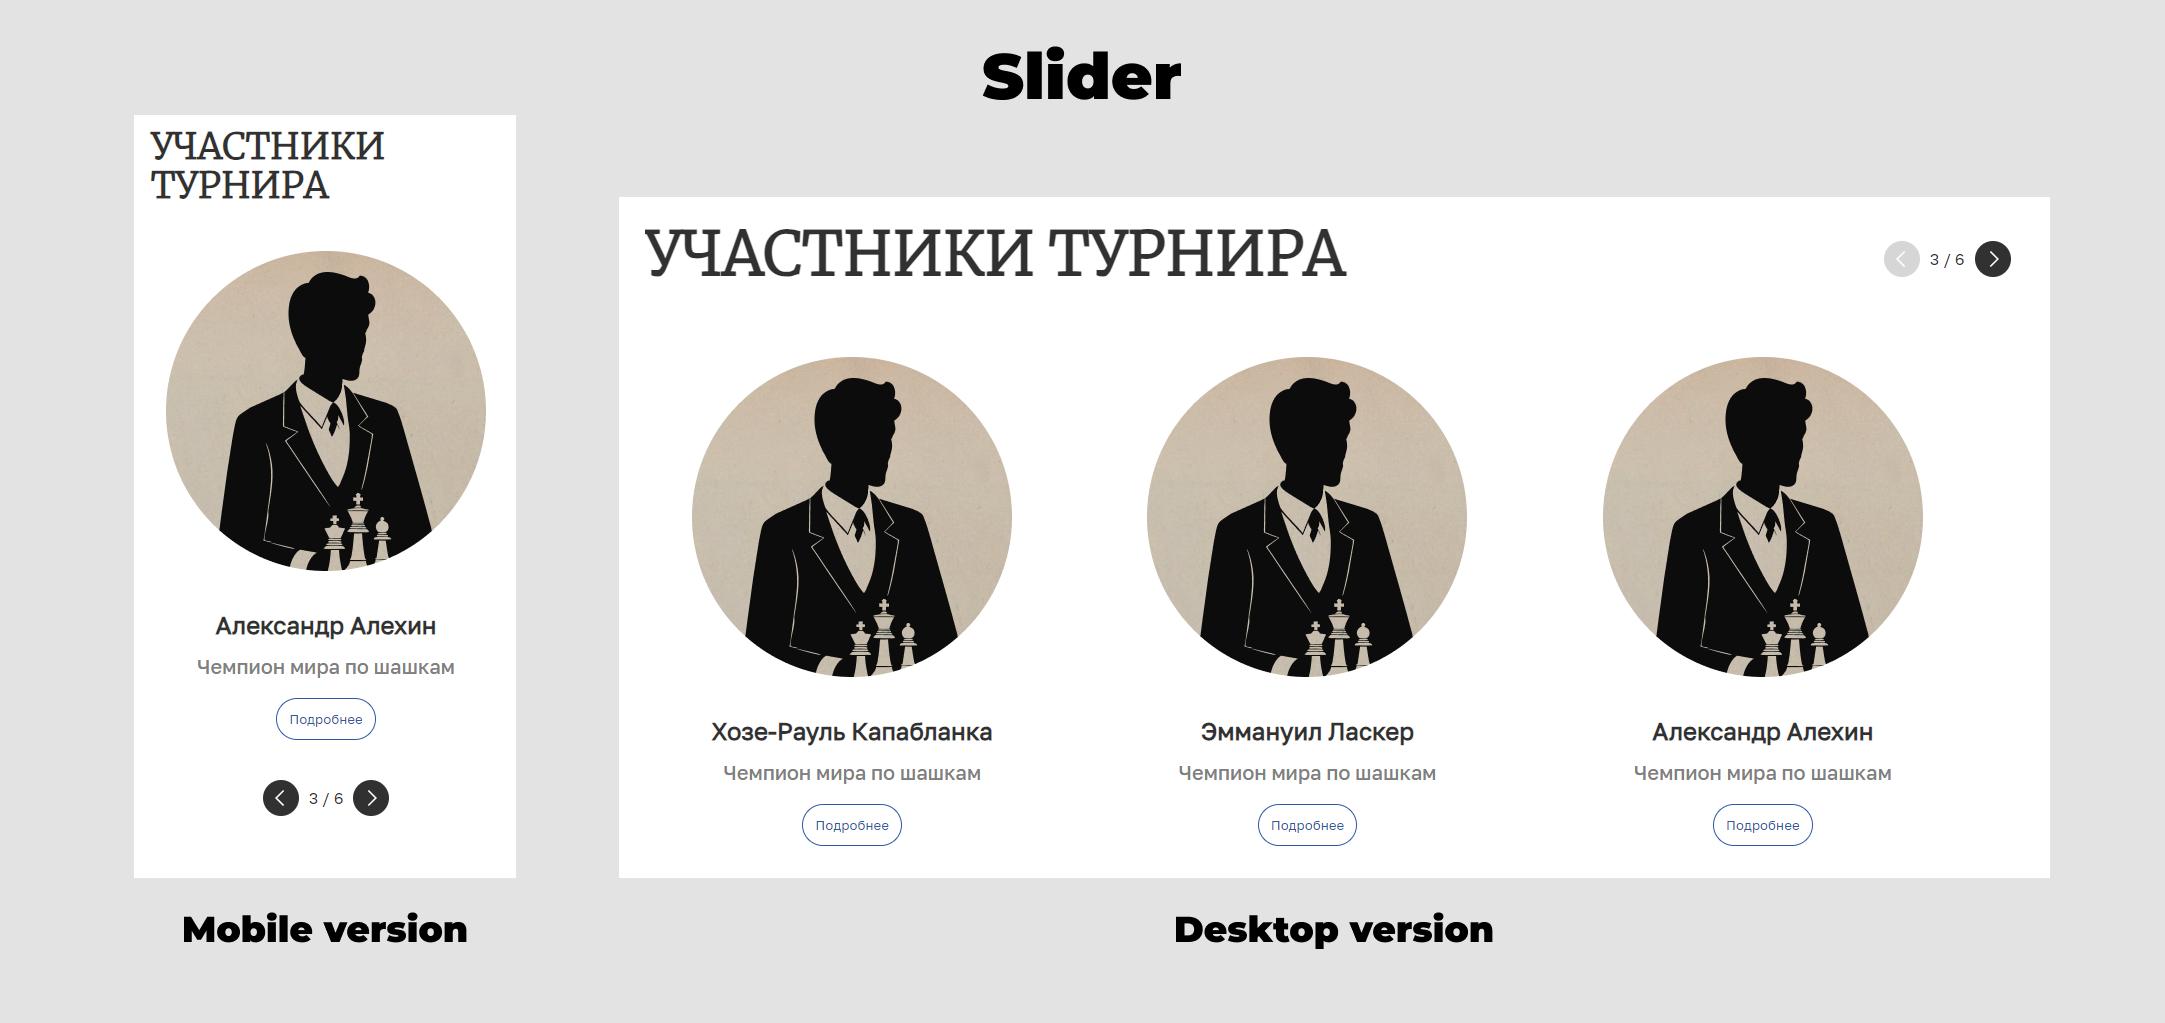 Slider
УЧАСТНИКИ
ТУРНИРА
Александр Алехин
Чемпион мира по шашкам
Подробнее
3 / 6
Mobile version
УЧАСТНИКИ ТУРНИРА
3 / 6
Хозе-Рауль Капабланка
Чемпион мира по шашкам
Подробнее
Эммануил Ласкер
Чемпион мира по шашкам
Подробнее
Александр Алехин
Чемпион мира по шашкам
Подробнее
Desktop version